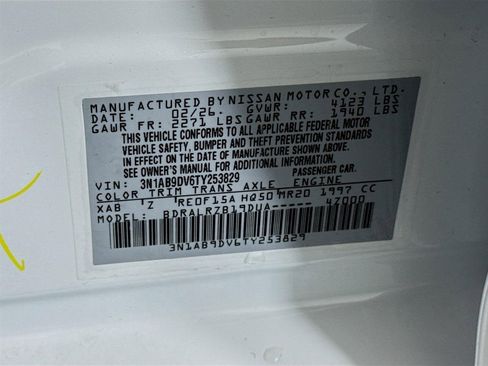 MANUFACTURED BY NISSAN MOTOR CO., LTD.
DATE: 02/26. GVWR: 4123 LBS
GAWR FR: 2271 LBS GAWR RR: 1940 LBS
THIS VEHICLE CONFORMS TO ALL APPLICABLE FEDERAL MOTOR
VEHICLE SAFETY, BUMPER AND THEFT PREVENTION STANDARDS
IN EFFECT ON THE DATE OF MANUFACTURE SHOWN ABOVE.
SEE OWNER'S MANUAL FOR ADDITIONAL INFORMATION.
VIN: 3N1AB9DV6TY253829 PASSENGER CAR.
COLOR TRIM TRANS AXLE ENGINE
XAB Z RE0F15A HQ50 MR20 1997 CC
MODEL: BDRALRZB19DUA----- 47000
3N1AB9DV6TY253829